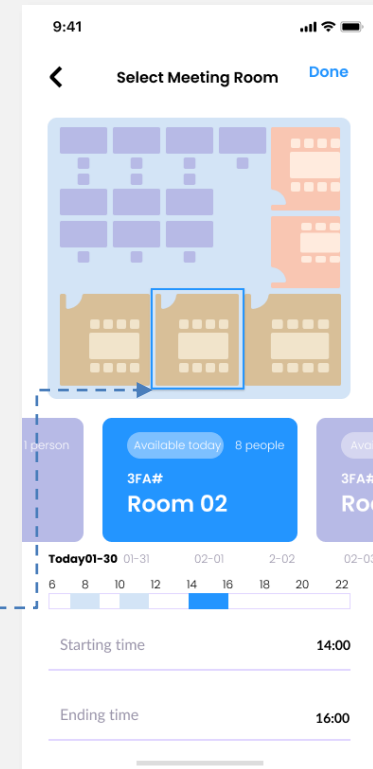 9:41
Select Meeting Room Done
1 person
Available today 8 people
3FA#
Room 02
3FA#
Today01-30 01-31 02-01 2-02 02-03
6 8 10 12 14 16 18 20 22
Starting time 14:00
Ending time 16:00